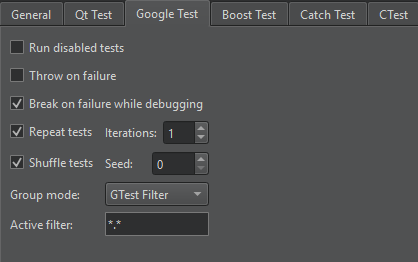 General Qt Test Google Test Boost Test Catch Test CTest
Run disabled tests
Throw on failure
Break on failure while debugging
Repeat tests Iterations: 1
Shuffle tests Seed: 0
Group mode: GTest Filter
Active filter: *.*